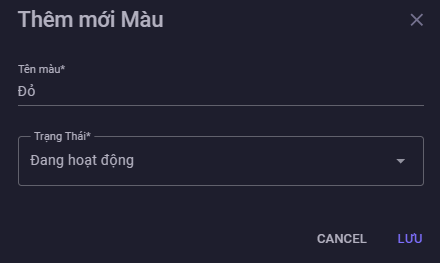 Thêm mới Màu
Tên màu*
Đỏ
Trạng Thái*
Đang hoạt động
CANCEL LƯU